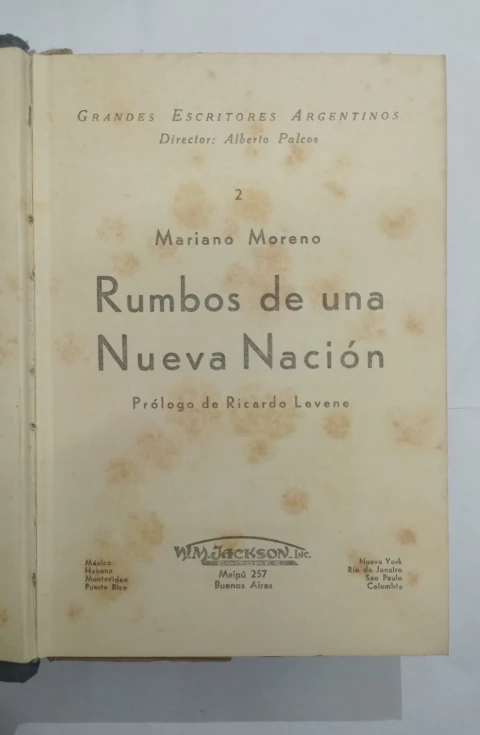 GRANDES ESCRITORES ARGENTINOS
Director: Alberto Palcos
2
Mariano Moreno
Rumbos de una
Nueva Nación
Prólogo de Ricardo Levene
W.M. JACKSON, INC.
EDITORES
Maipú 257
Buenos Aires
México
Habana
Montevideo
Puerto Rico
Nueva York
Río de Janeiro
Sao Paulo
Colombia